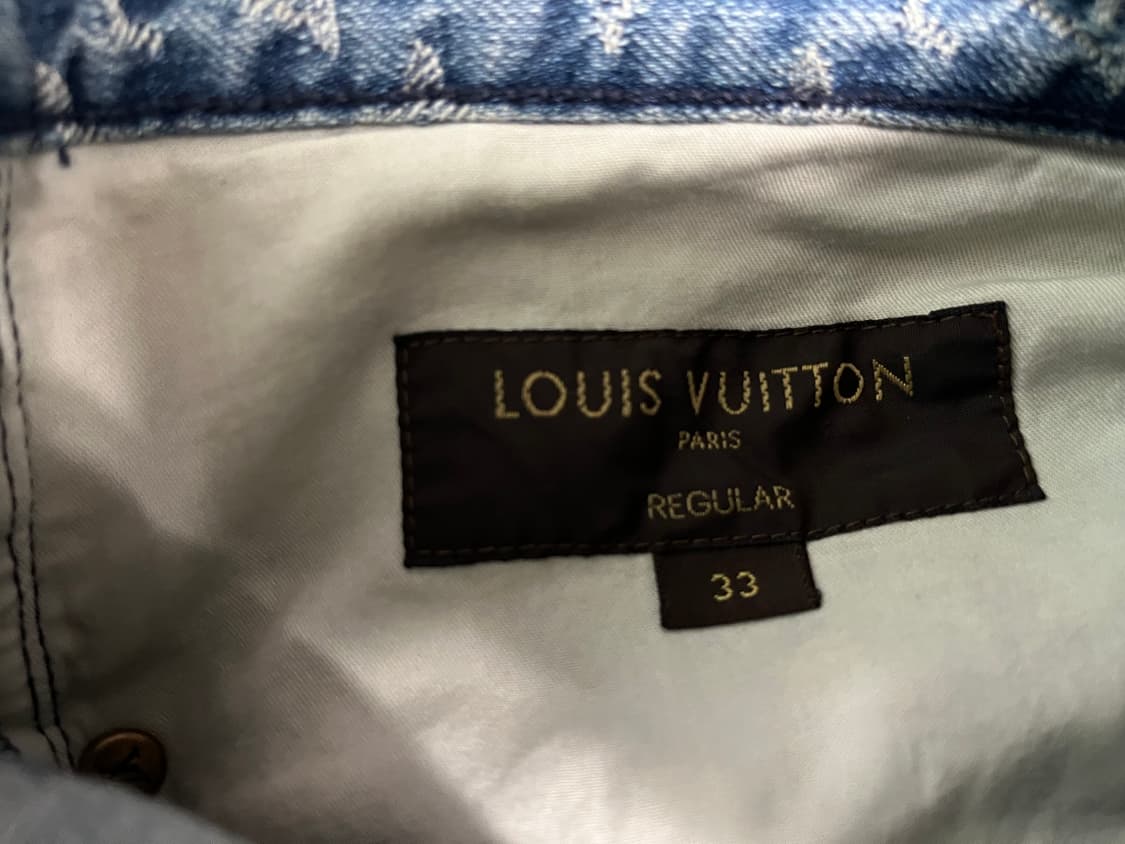 LOUIS VUITTON
PARIS
REGULAR
33